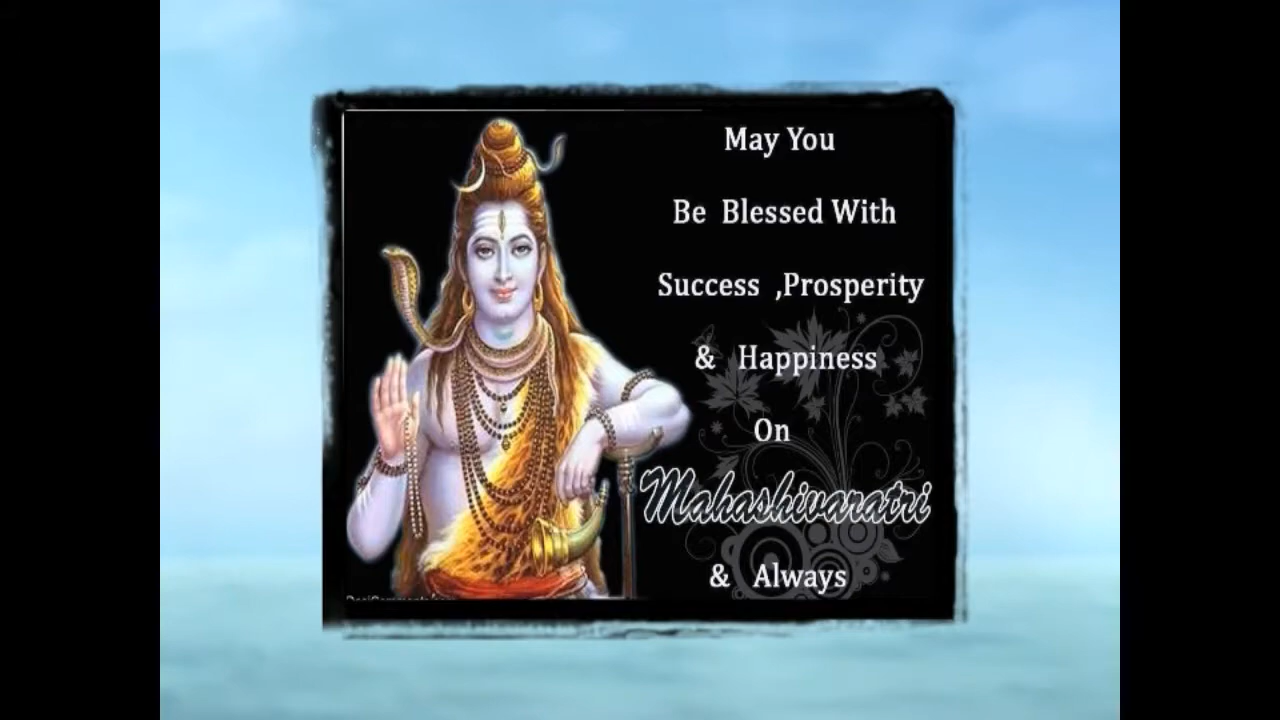 May You
Be Blessed With
Success ,Prosperity
& Happiness
On
Mahashivaratri
& Always